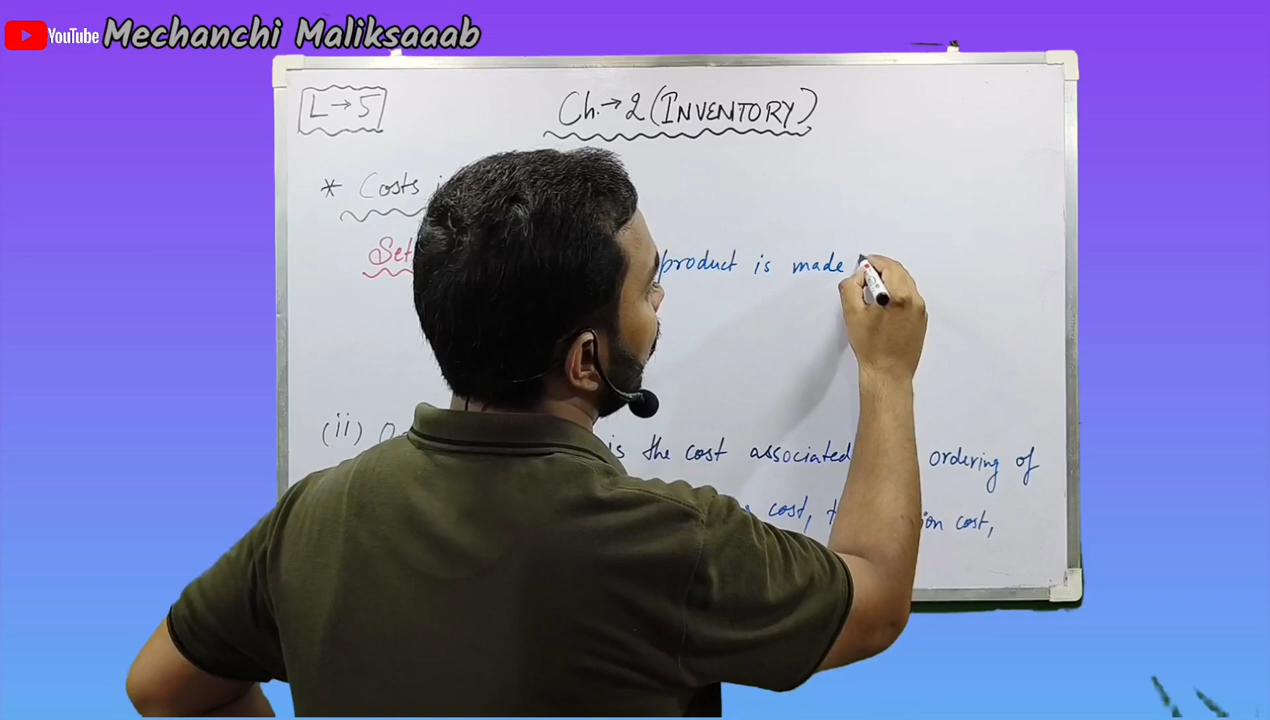 YouTube Mechanchi Maliksaaab
L→5
Ch.→2 (INVENTORY)
* Costs
Set
product is made
(ii)
is the cost associated ordering of
cost, ion cost,